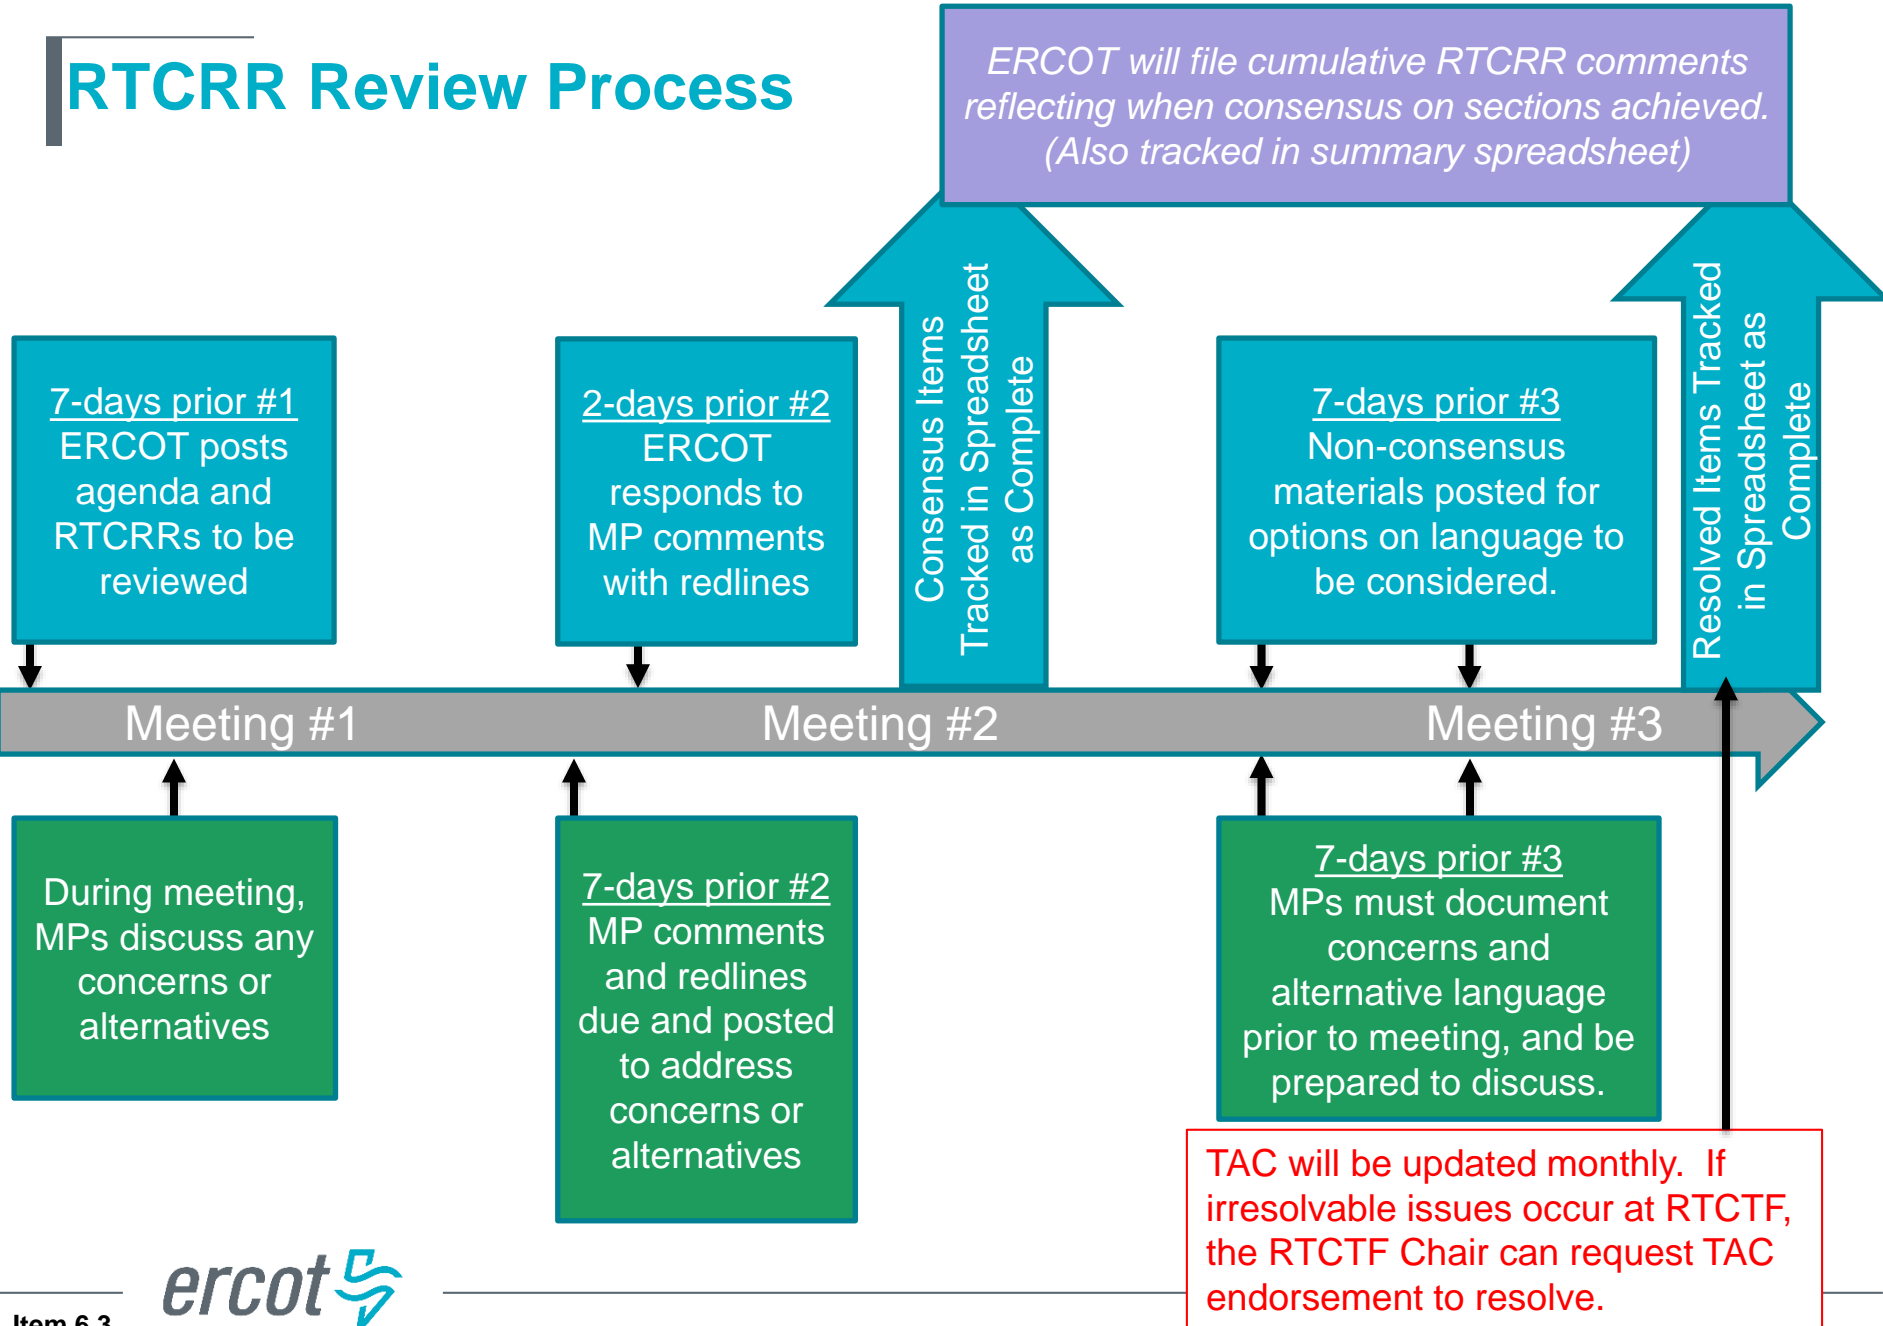 RTCRR Review Process
ERCOT will file cumulative RTCRR comments
reflecting when consensus on sections achieved.
(Also tracked in summary spreadsheet)
7-days prior #1
ERCOT posts
agenda and
RTCRRs to be
reviewed
2-days prior #2
ERCOT
responds to
MP comments
with redlines
Consensus Items
Tracked in Spreadsheet
as Complete
7-days prior #3
Non-consensus
materials posted for
options on language to
be considered.
Resolved Items Tracked
in Spreadsheet as
Complete
Meeting #1
Meeting #2
Meeting #3
During meeting,
MPs discuss any
concerns or
alternatives
7-days prior #2
MP comments
and redlines
due and posted
to address
concerns or
alternatives
7-days prior #3
MPs must document
concerns and
alternative language
prior to meeting, and be
prepared to discuss.
TAC will be updated monthly.  If
irresolvable issues occur at RTCTF,
the RTCTF Chair can request TAC
endorsement to resolve.
ercot
Item 6.3